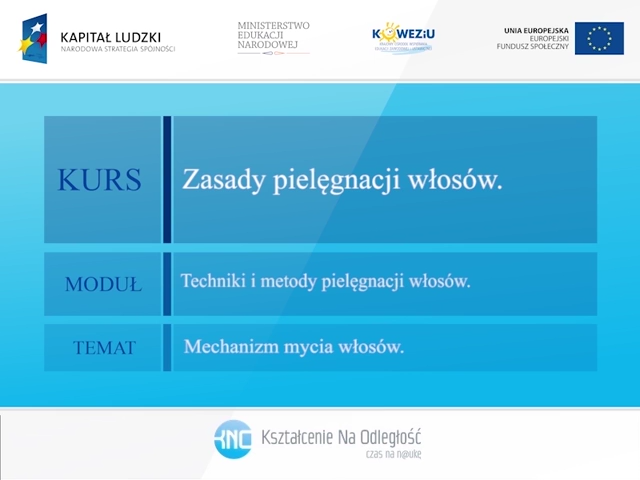 KAPITAŁ LUDZKI
NARODOWA STRATEGIA SPÓJNOŚCI
MINISTERSTWO
EDUKACJI
NARODOWEJ
KOWEZiU
UNIA EUROPEJSKA
EUROPEJSKI
FUNDUSZ SPOŁECZNY
KURS
Zasady pielęgnacji włosów.
MODUŁ
Techniki i metody pielęgnacji włosów.
TEMAT
Mechanizm mycia włosów.
KNO Kształcenie Na Odległość
czas na n@ukę